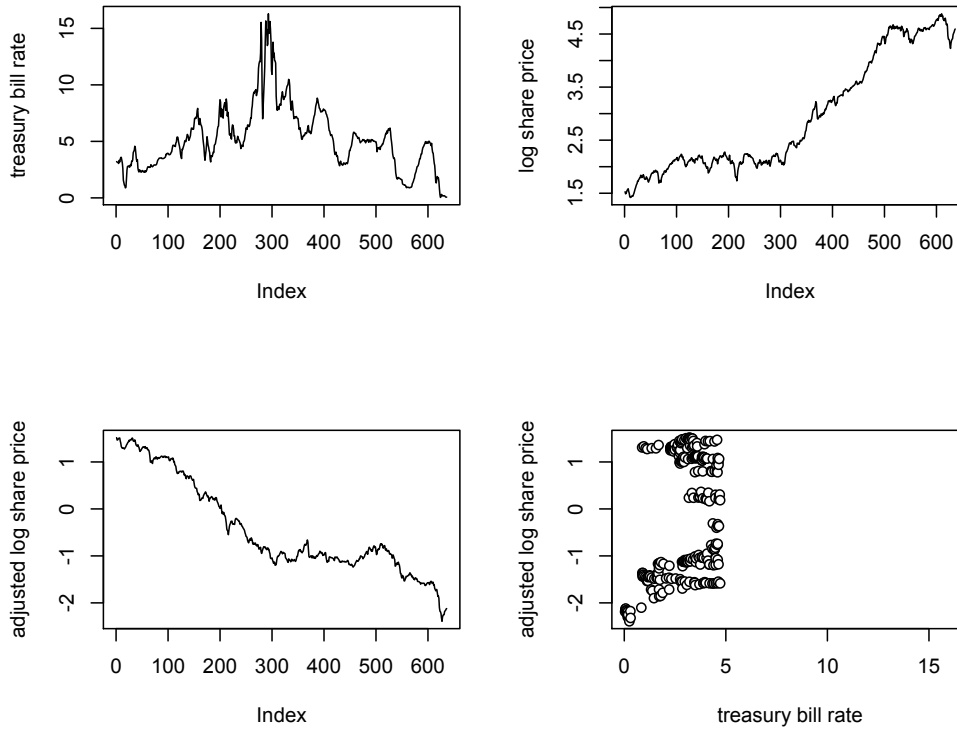 treasury bill rate
15
10
5
0
0 100 200 300 400 500 600
Index
log share price
4.5
3.5
2.5
1.5
0 100 200 300 400 500 600
Index
adjusted log share price
1
0
-1
-2
0 100 200 300 400 500 600
Index
adjusted log share price
1
0
-1
-2
0 5 10 15
treasury bill rate